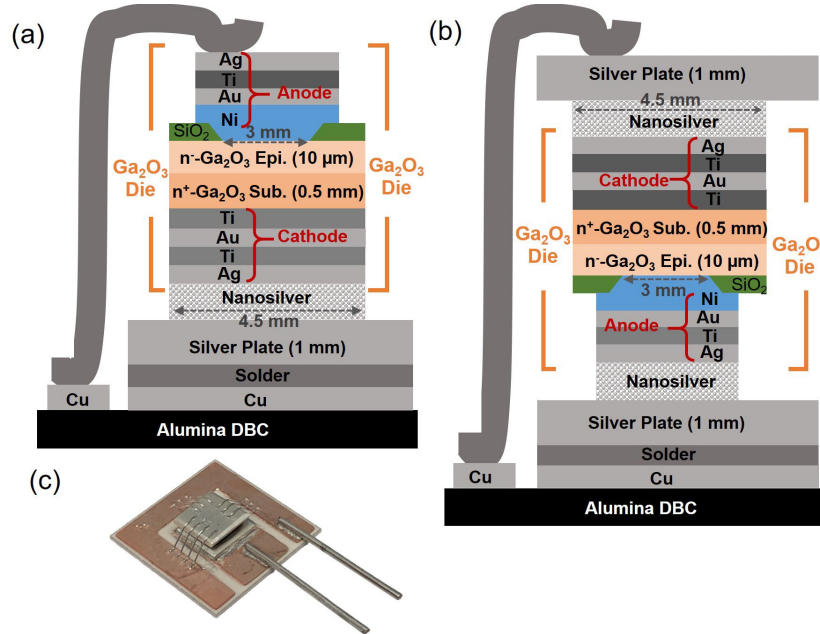 (a)
Ag
Ti
Au
Anode
Ni
SiO₂
3 mm
n⁻-Ga₂O₃ Epi. (10 µm)
Ga₂O₃
Die
Ga₂O₃
Die
n⁺-Ga₂O₃ Sub. (0.5 mm)
Ti
Au
Cathode
Ti
Ag
Nanosilver
4.5 mm
Silver Plate (1 mm)
Solder
Cu
Cu
Alumina DBC
(b)
Silver Plate (1 mm)
4.5 mm
Nanosilver
Ag
Ti
Cathode
Au
Ti
Ga₂O₃
Die
n⁺-Ga₂O₃ Sub. (0.5 mm)
Ga₂O
Die
n⁻-Ga₂O₃ Epi. (10 µm)
SiO₂
3 mm
Ni
Anode
Au
Ti
Ag
Nanosilver
Silver Plate (1 mm)
Solder
Cu
Cu
Alumina DBC
(c)